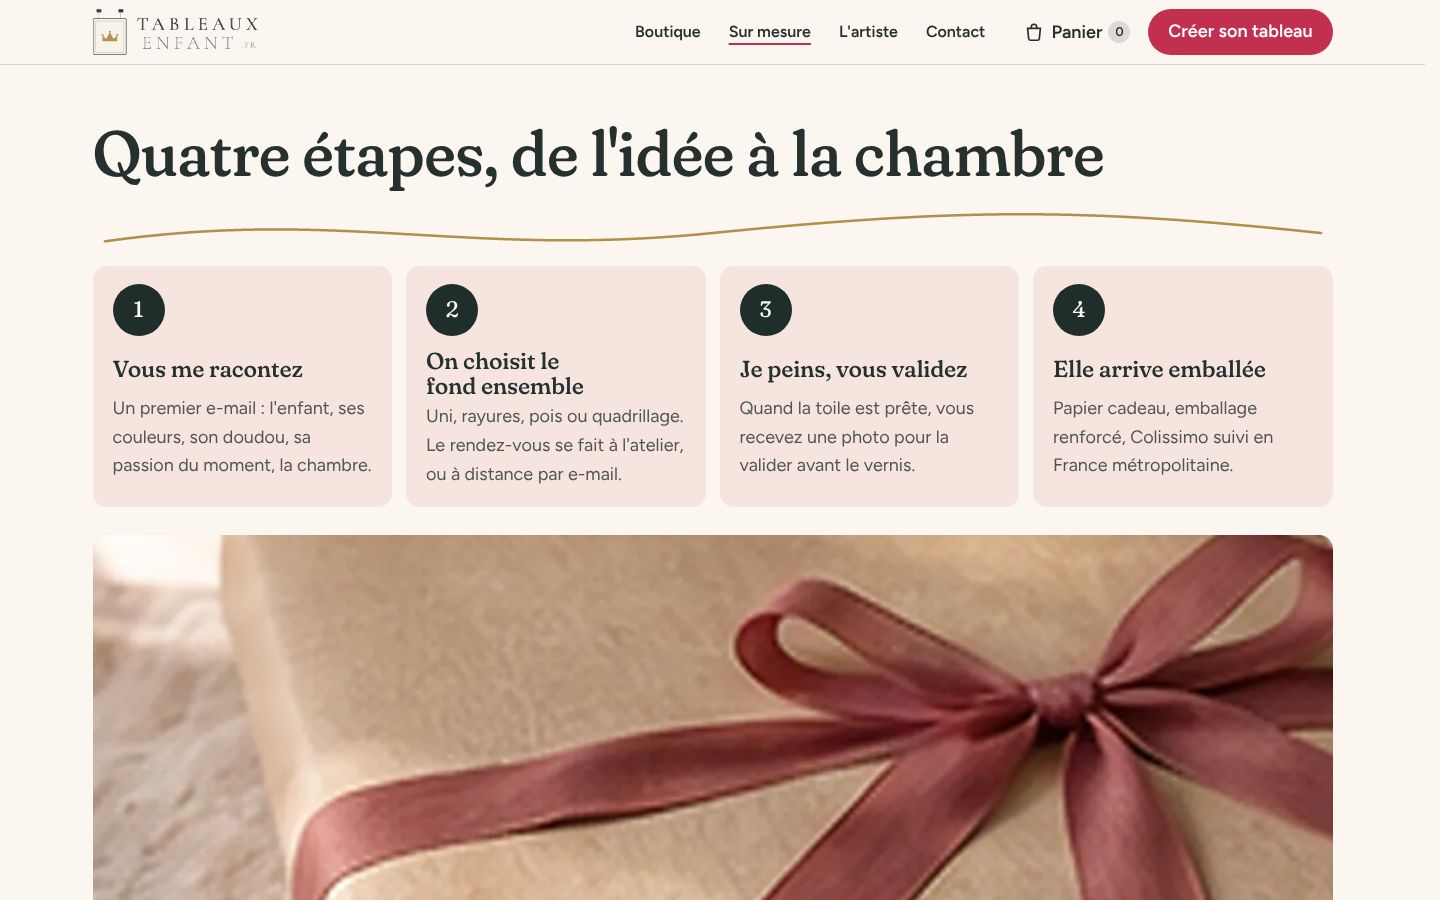 TABLEAUX
ENFANT .FR
Boutique
Sur mesure
L'artiste
Contact
Panier 0
Créer son tableau
Quatre étapes, de l'idée à la chambre
1
Vous me racontez
Un premier e-mail : l'enfant, ses
couleurs, son doudou, sa
passion du moment, la chambre.
2
On choisit le
fond ensemble
Uni, rayures, pois ou quadrillage.
Le rendez-vous se fait à l'atelier,
ou à distance par e-mail.
3
Je peins, vous validez
Quand la toile est prête, vous
recevez une photo pour la
valider avant le vernis.
4
Elle arrive emballée
Papier cadeau, emballage
renforcé, Colissimo suivi en
France métropolitaine.